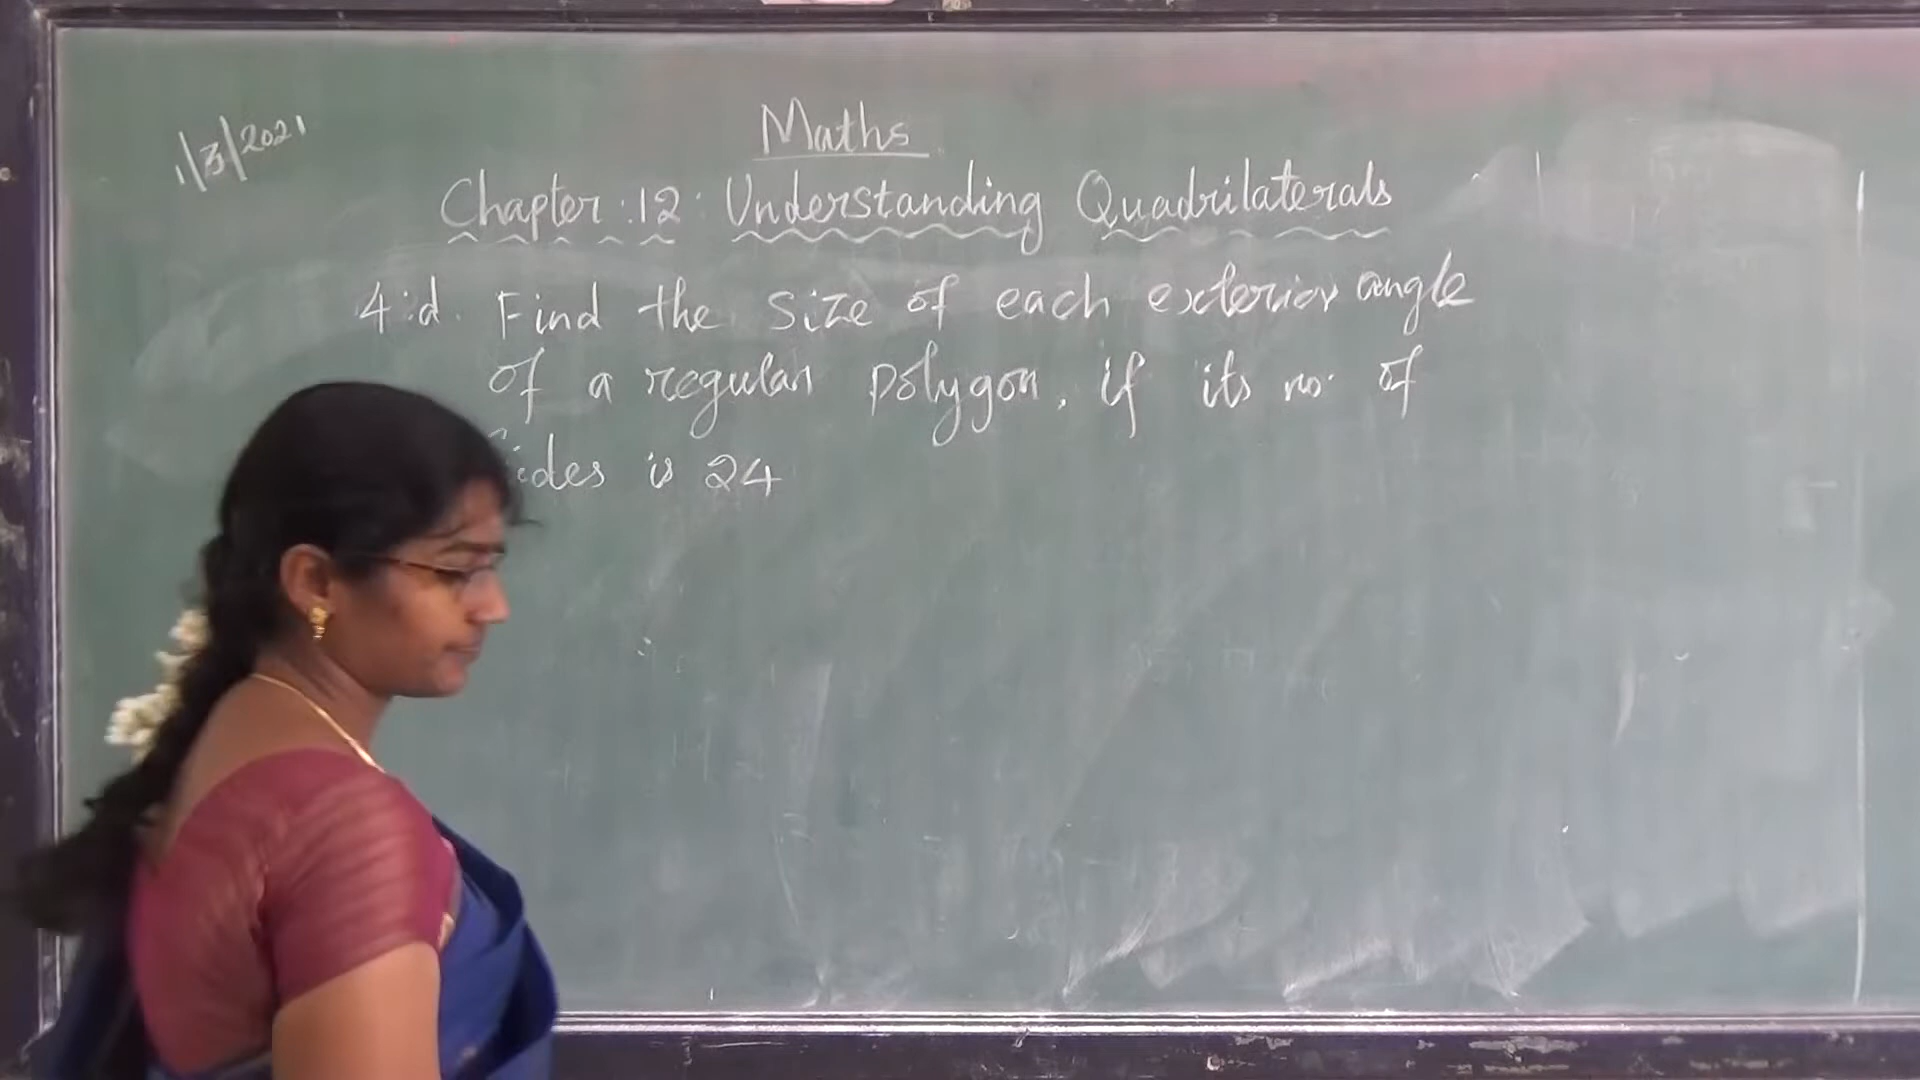 1/3/2021
Maths
Chapter:12: Understanding Quadrilaterals
4:d. Find the size of each exterior angle
of a regular polygon, if its no. of
sides is 24